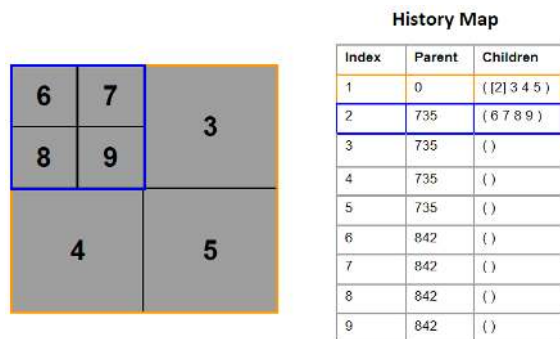 History Map
Index Parent Children
1 0 ( [2] 3 4 5 )
2 735 ( 6 7 8 9 )
3 735 ( )
4 735 ( )
5 735 ( )
6 842 ( )
7 842 ( )
8 842 ( )
9 842 ( )
6 7
3
8 9
4 5